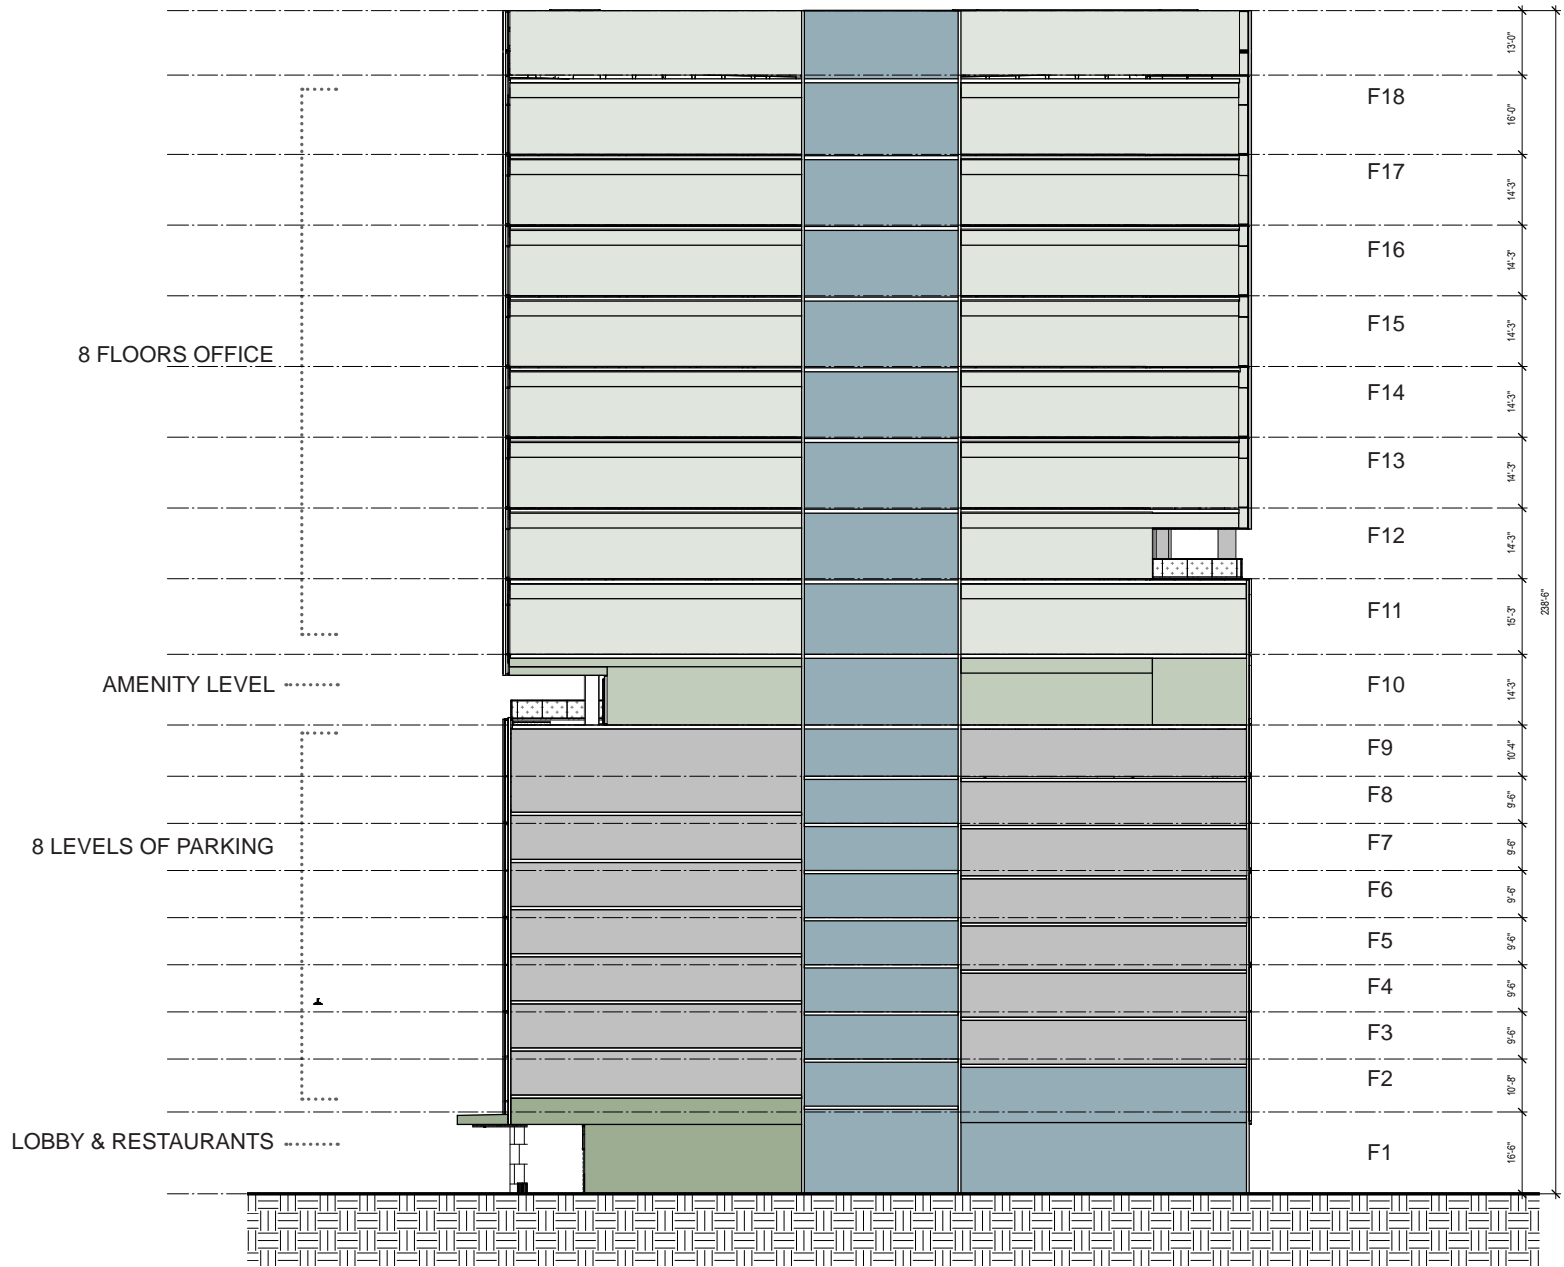 13'-0"
F18
16'-0"
F17
14'-3"
F16
14'-3"
F15
14'-3"
8 FLOORS OFFICE
F14
14'-3"
F13
14'-3"
F12
14'-3"
238'-6"
F11
15'-3"
AMENITY LEVEL
F10
14'-3"
F9
10'-4"
F8
9'-6"
8 LEVELS OF PARKING
F7
9'-6"
F6
9'-6"
F5
9'-6"
F4
9'-6"
F3
9'-6"
F2
10'-8"
LOBBY & RESTAURANTS
F1
16'-6"